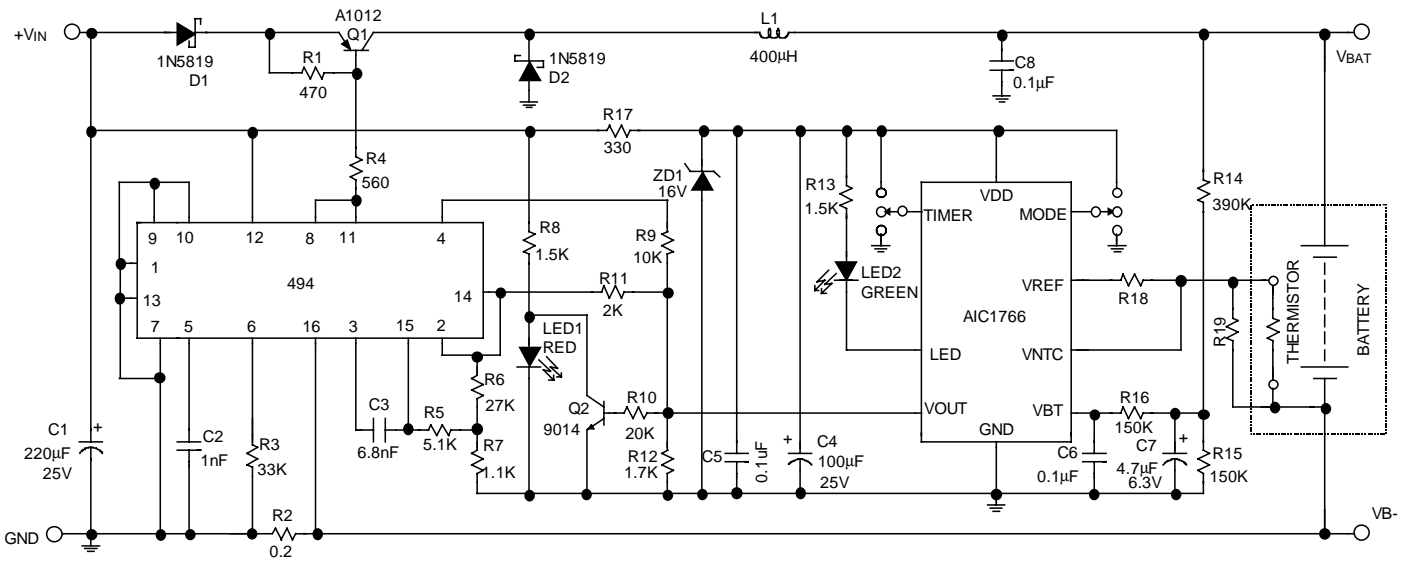 A1012
Q1
+VIN
1N5819
D1
R1
470
1N5819
D2
L1
400μH
C8
0.1μF
VBAT
R17
330
R4
560
ZD1
16V
R13
1.5K
VDD
TIMER
MODE
R14
390K
9
10
12
8
11
4
1
494
13
14
7
5
6
16
3
15
2
R8
1.5K
R9
10K
R11
2K
LED1
RED
LED2
GREEN
VREF
R18
AIC1766
LED
VNTC
R19
THERMISTOR
BATTERY
R6
27K
C3
6.8nF
R5
5.1K
R7
1.1K
Q2
9014
R10
20K
R12
1.7K
VOUT
VBT
GND
R16
150K
C1
220μF
25V
+
C2
1nF
R3
33K
C5
0.1uF
+
C4
100μF
25V
C6
0.1μF
C7
+
4.7μF
6.3V
R15
150K
R2
0.2
GND
VB-